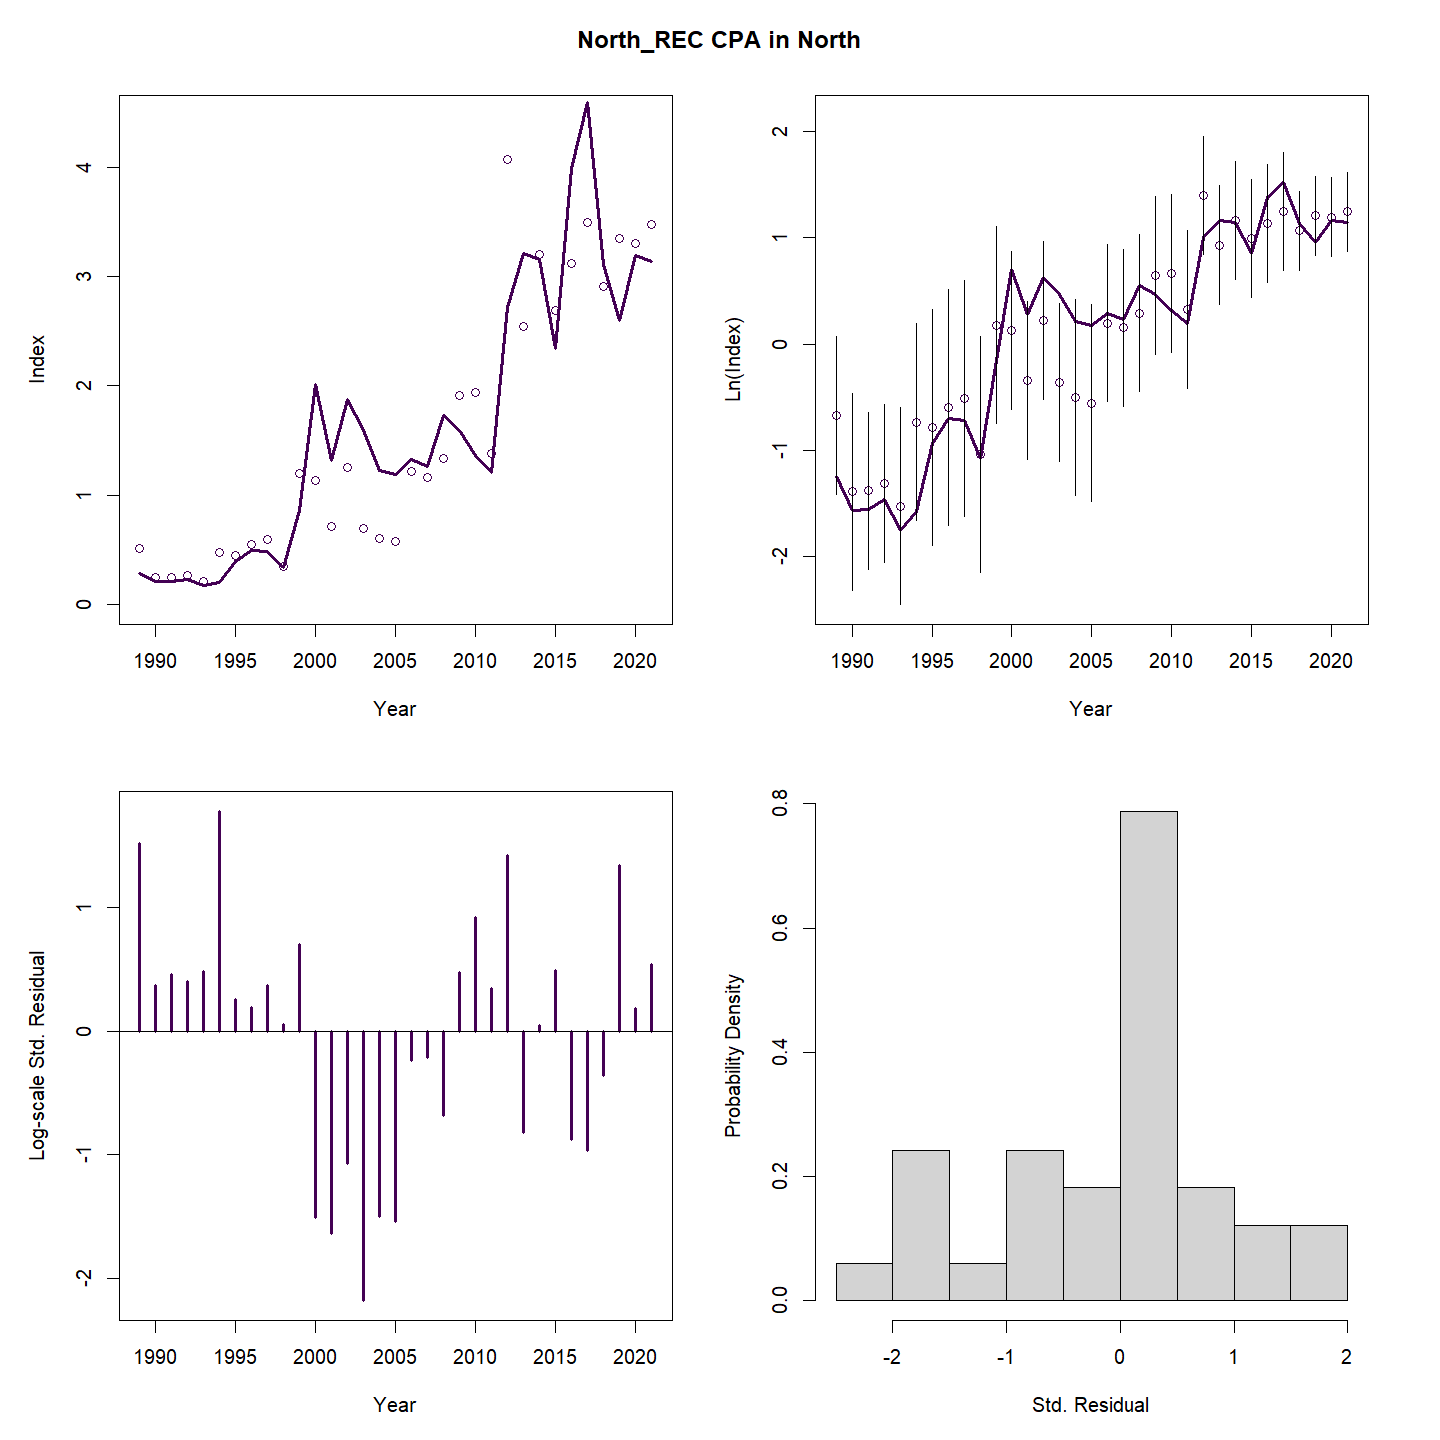 North_REC CPA in North
Index
4
3
2
1
0
1990 1995 2000 2005 2010 2015 2020
Year
Ln(Index)
2
1
0
-1
-2
1990 1995 2000 2005 2010 2015 2020
Year
Log-scale Std. Residual
1
0
-1
-2
1990 1995 2000 2005 2010 2015 2020
Year
Probability Density
0.8
0.6
0.4
0.2
0.0
-2 -1 0 1 2
Std. Residual